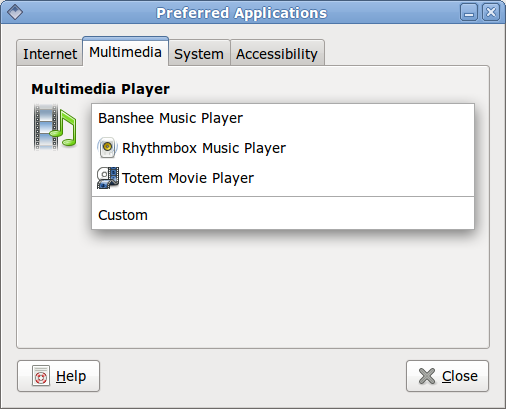 Preferred Applications
Internet Multimedia System Accessibility
Multimedia Player
Banshee Music Player
Rhythmbox Music Player
Totem Movie Player
Custom
Help Close